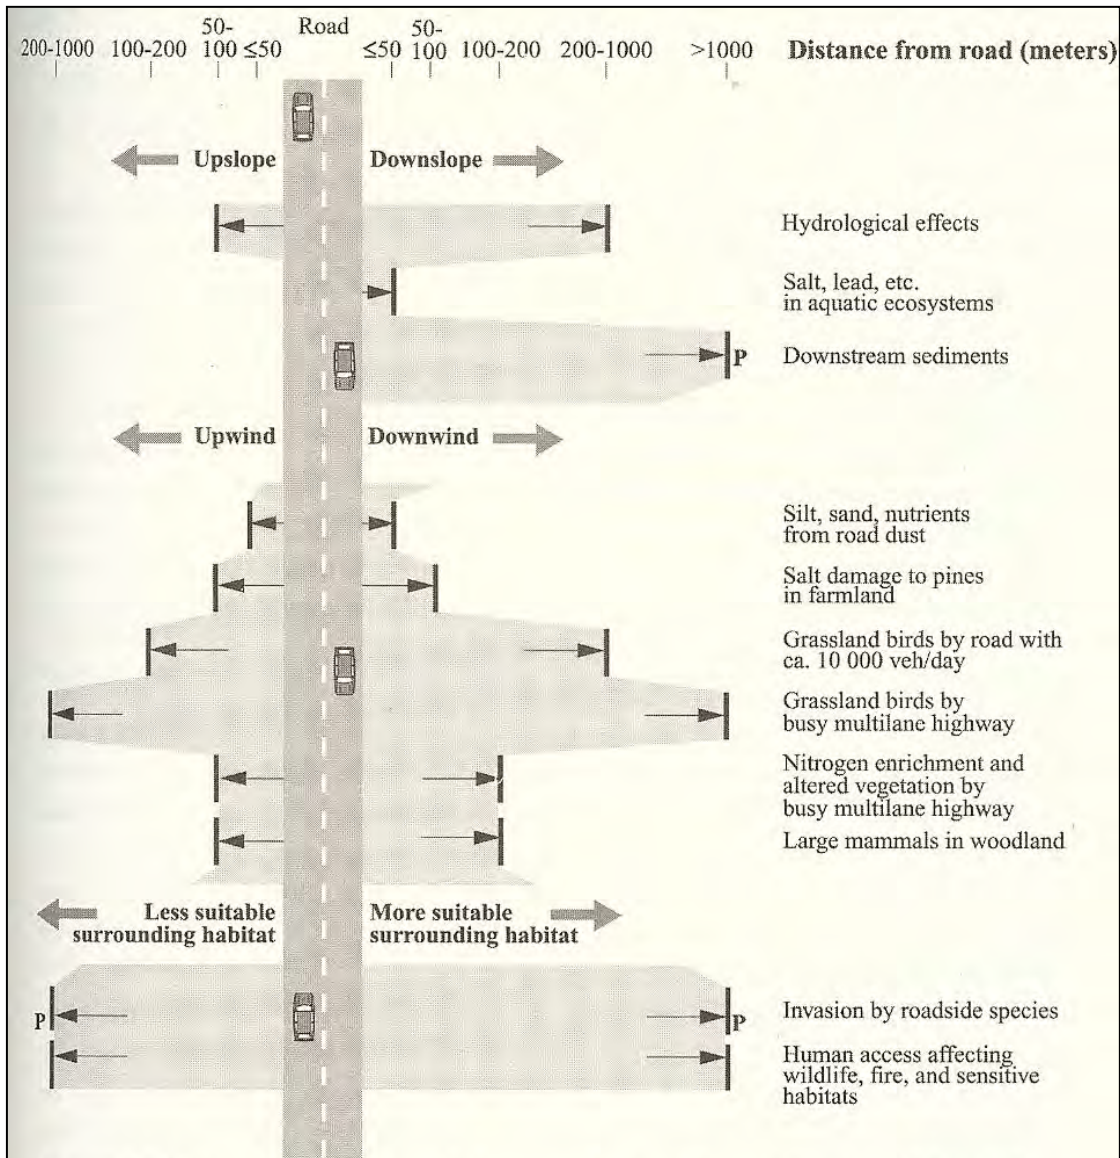 200-1000
100-200
50-
100
≤50
Road
≤50
50-
100
100-200
200-1000
>1000
Distance from road (meters)
Upslope
Downslope
Hydrological effects
Salt, lead, etc.
in aquatic ecosystems
P
Downstream sediments
Upwind
Downwind
Silt, sand, nutrients
from road dust
Salt damage to pines
in farmland
Grassland birds by road with
ca. 10 000 veh/day
Grassland birds by
busy multilane highway
Nitrogen enrichment and
altered vegetation by
busy multilane highway
Large mammals in woodland
Less suitable
surrounding habitat
More suitable
surrounding habitat
P
P
Invasion by roadside species
Human access affecting
wildlife, fire, and sensitive
habitats